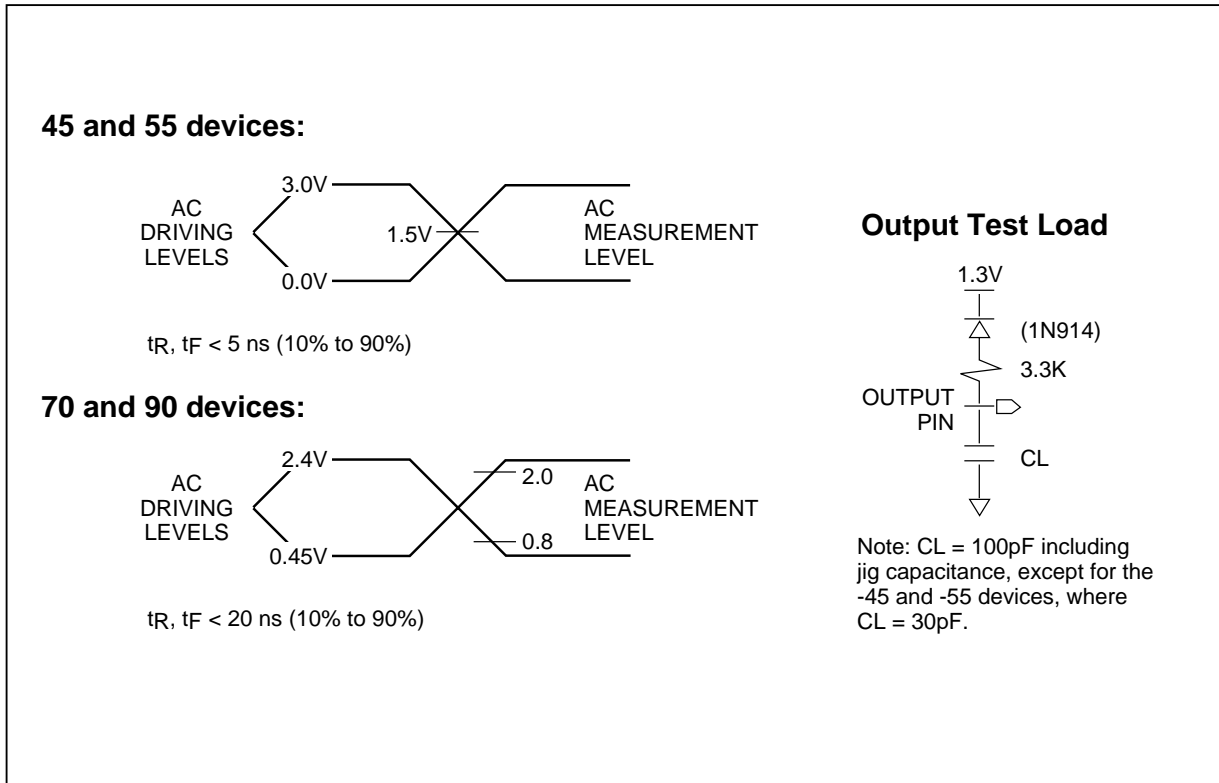 45 and 55 devices:
AC
DRIVING
LEVELS
3.0V
0.0V
1.5V
AC
MEASUREMENT
LEVEL
tR, tF < 5 ns (10% to 90%)
70 and 90 devices:
AC
DRIVING
LEVELS
2.4V
0.45V
2.0
0.8
AC
MEASUREMENT
LEVEL
tR, tF < 20 ns (10% to 90%)
Output Test Load
1.3V
(1N914)
3.3K
OUTPUT
PIN
CL
Note: CL = 100pF including
jig capacitance, except for the
-45 and -55 devices, where
CL = 30pF.